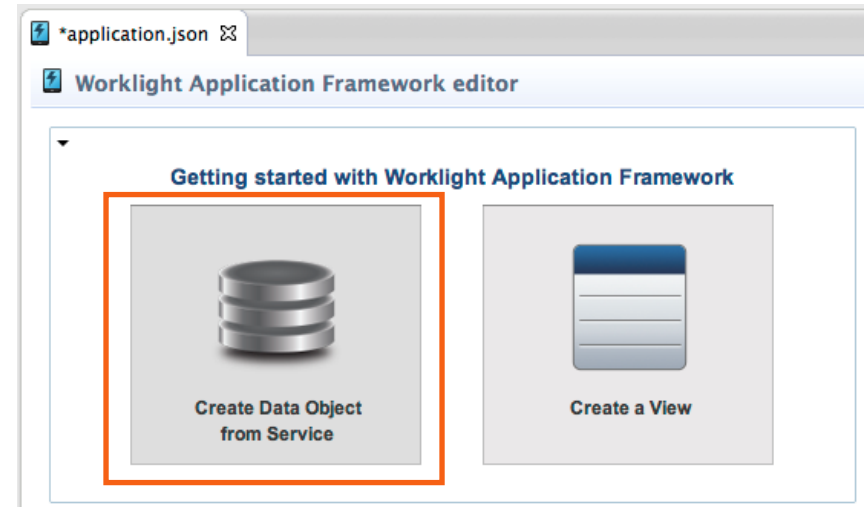 *application.json
Worklight Application Framework editor
Getting started with Worklight Application Framework
Create Data Object
from Service
Create a View